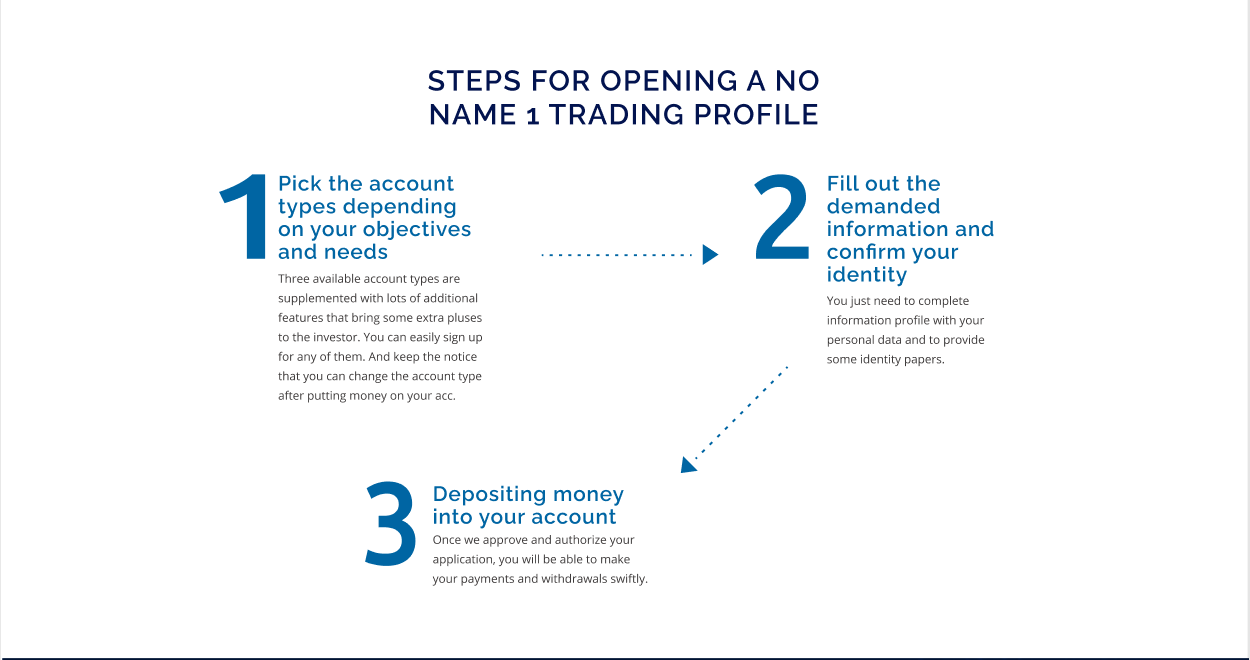 STEPS FOR OPENING A NO
NAME 1 TRADING PROFILE
1
Pick the account
types depending
on your objectives
and needs
Three available account types are
supplemented with lots of additional
features that bring some extra pluses
to the investor. You can easily sign up
for any of them. And keep the notice
that you can change the account type
after putting money on your acc.
2
Fill out the
demanded
information and
confirm your
identity
You just need to complete
information profile with your
personal data and to provide
some identity papers.
3
Depositing money
into your account
Once we approve and authorize your
application, you will be able to make
your payments and withdrawals swiftly.